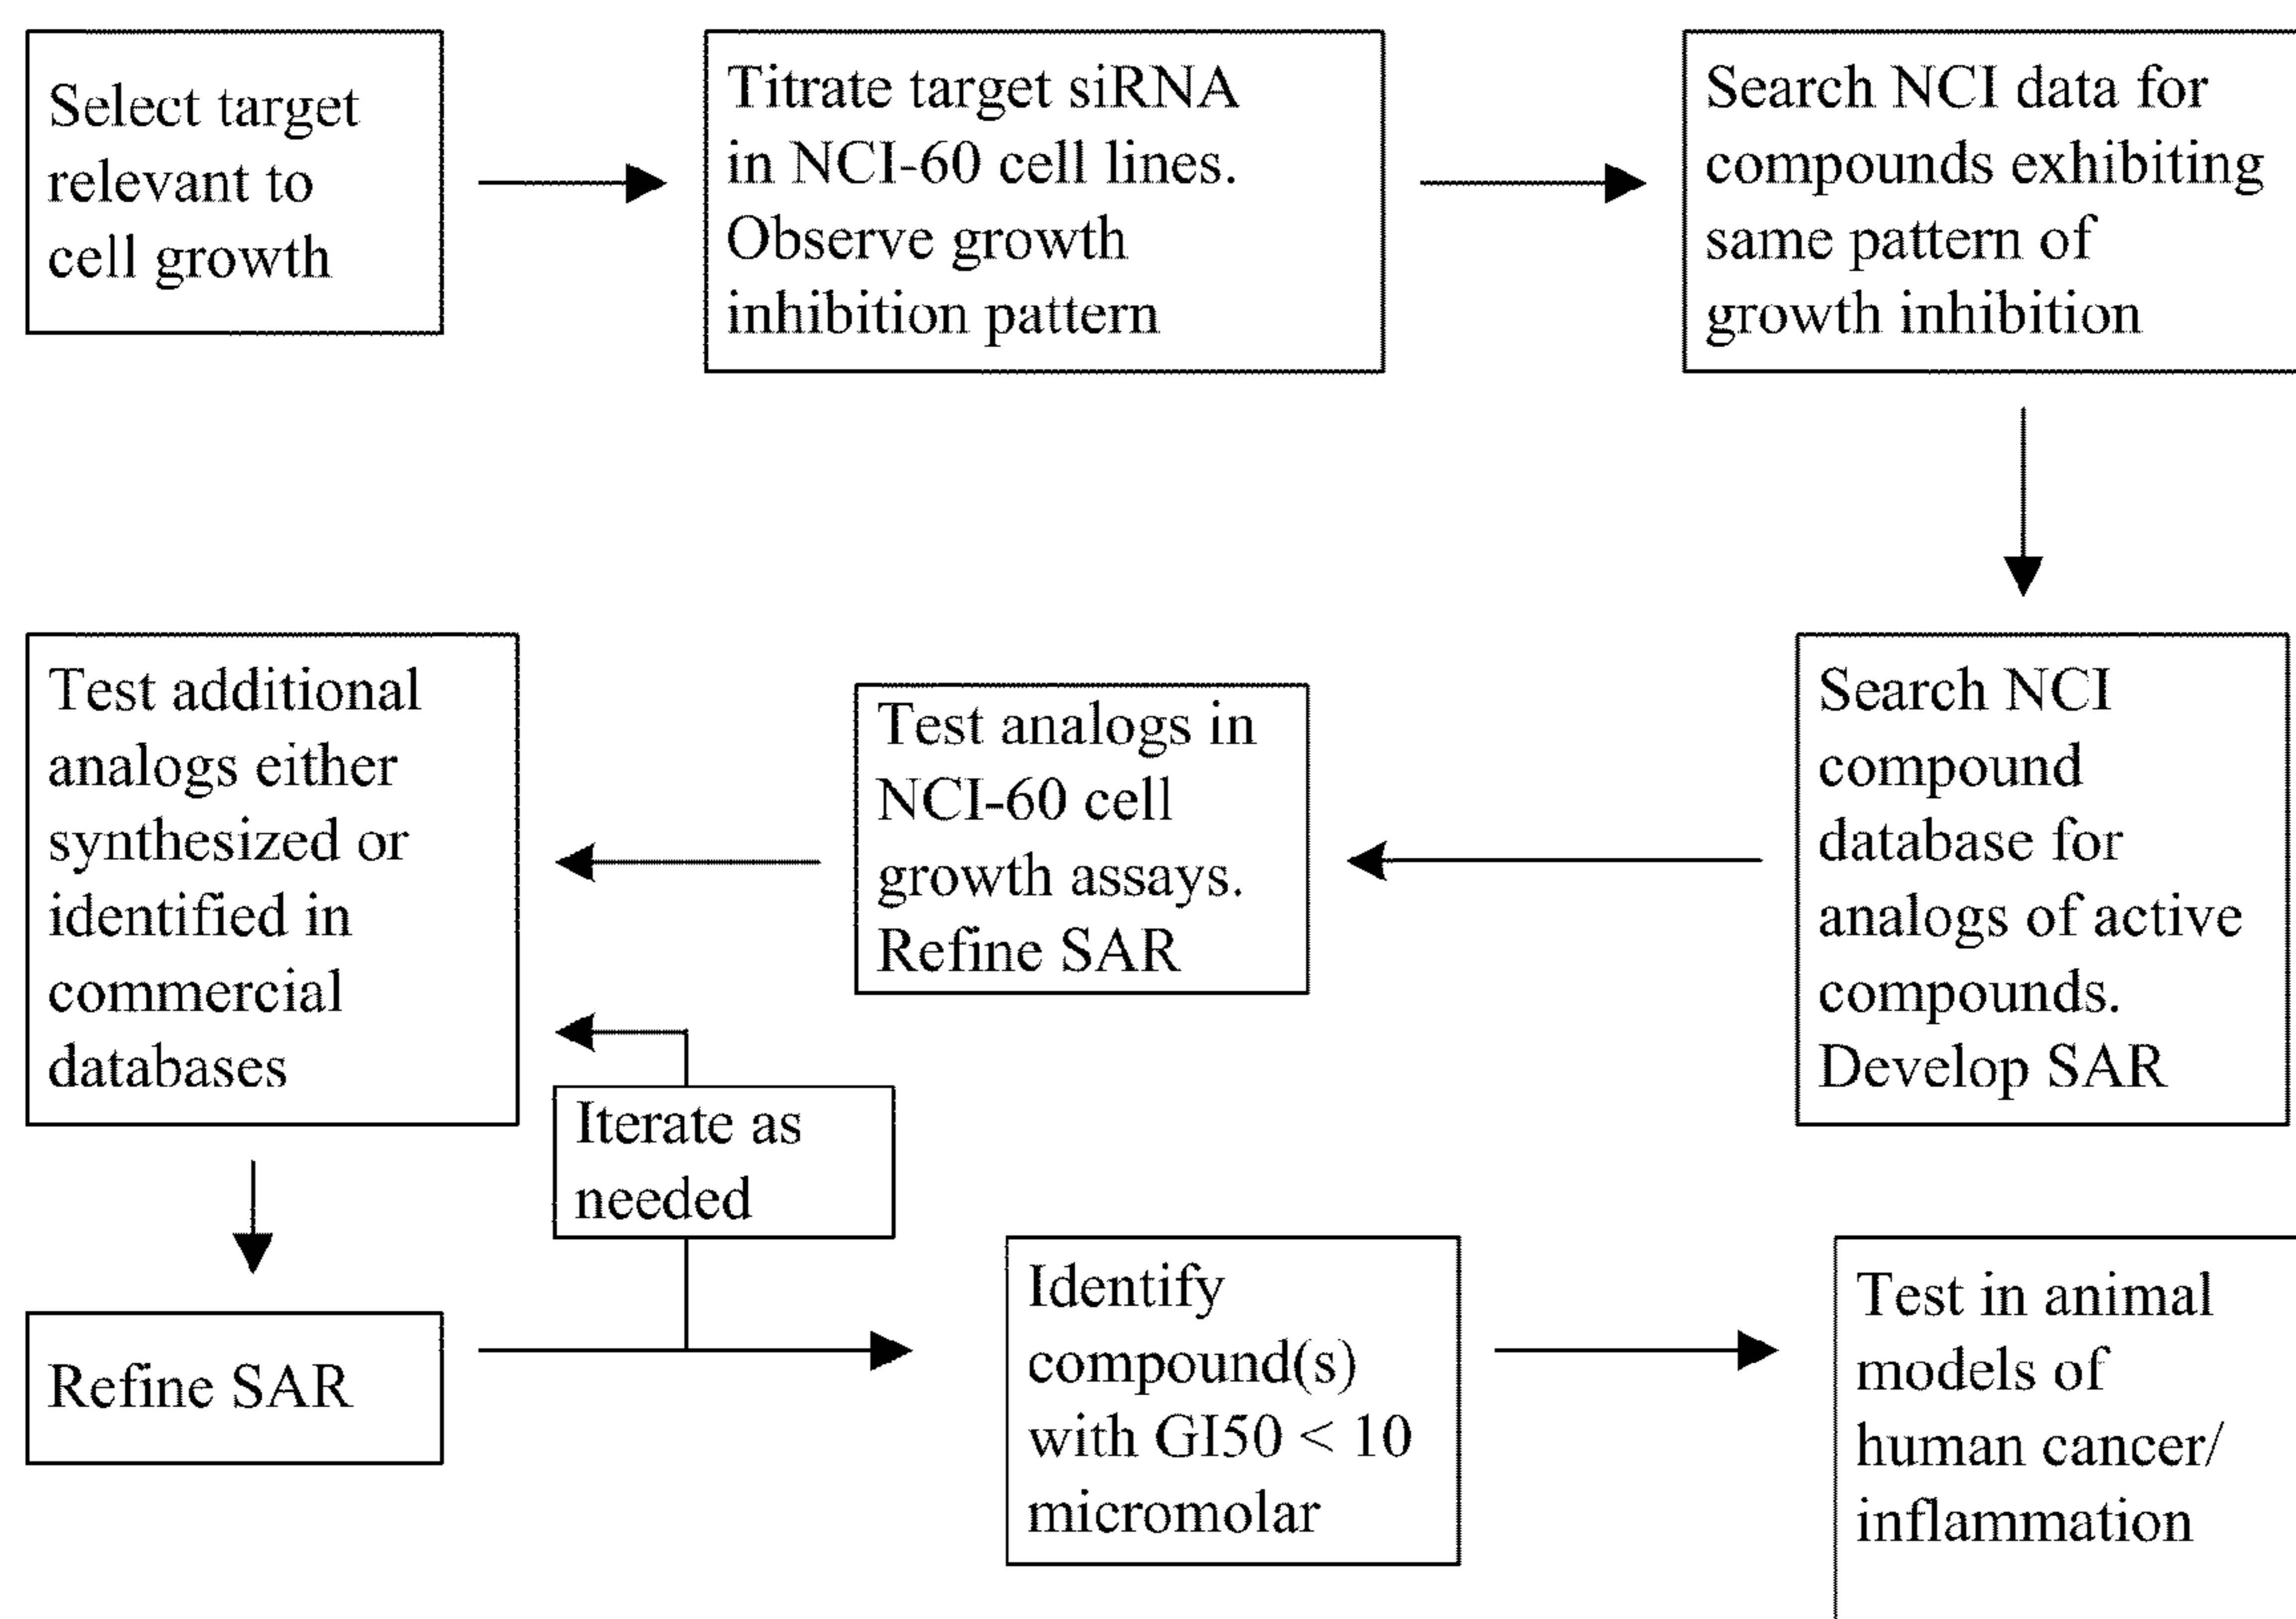 Select target
relevant to
cell growth
Titrate target siRNA
in NCI-60 cell lines.
Observe growth
inhibition pattern
Search NCI data for
compounds exhibiting
same pattern of
growth inhibition
Search NCI
compound
database for
analogs of active
compounds.
Develop SAR
Test analogs in
NCI-60 cell
growth assays.
Refine SAR
Test additional
analogs either
synthesized or
identified in
commercial
databases
Refine SAR
Iterate as
needed
Identify
compound(s)
with GI50 < 10
micromolar
Test in animal
models of
human cancer/
inflammation